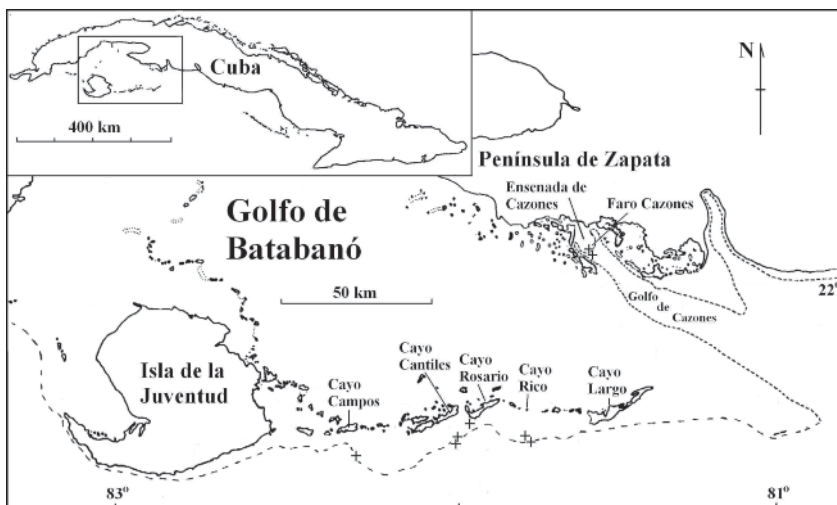 Cuba
400 km
N
Península de Zapata
Ensenada de
Cazones
Faro Cazones
Golfo de
Batabanó
50 km
22°
Golfo
de
Cazones
Isla de la
Juventud
Cayo
Campos
Cayo
Cantiles
Cayo
Rosario
Cayo
Rico
Cayo
Largo
83°
81°